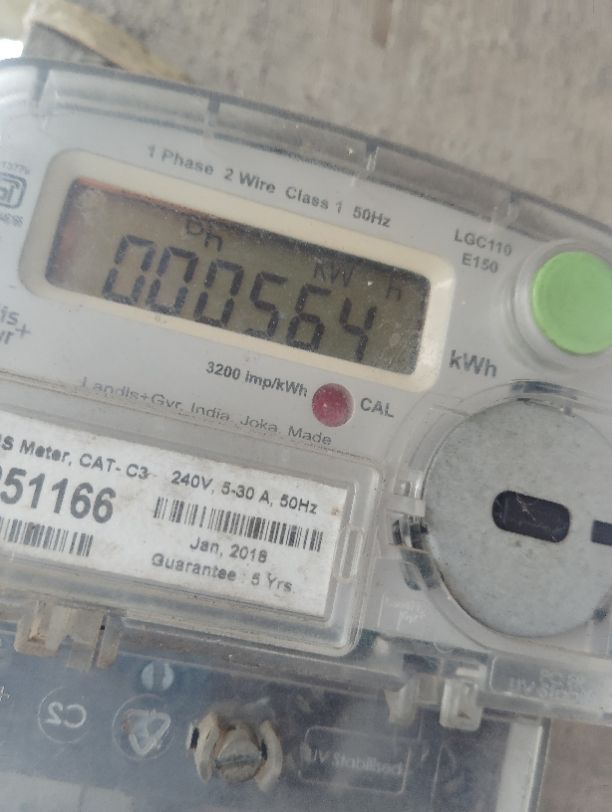 1 Phase 2 Wire Class 1 50Hz
LGC110
E150
Ph
kW h
000564
kWh
3200 imp/kWh
CAL
Landis+Gyr, India, Joka, Made
S Meter, CAT- C3
240V, 5-30 A, 50Hz
51166
Jan, 2018
Guarantee : 5 Yrs.
C2
UV Stabilised